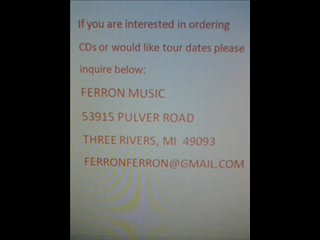 If you are interested in ordering
CDs or would like tour dates please
inquire below:
FERRON MUSIC
53915 PULVER ROAD
THREE RIVERS, MI 49093
FERRONFERRON@GMAIL.COM